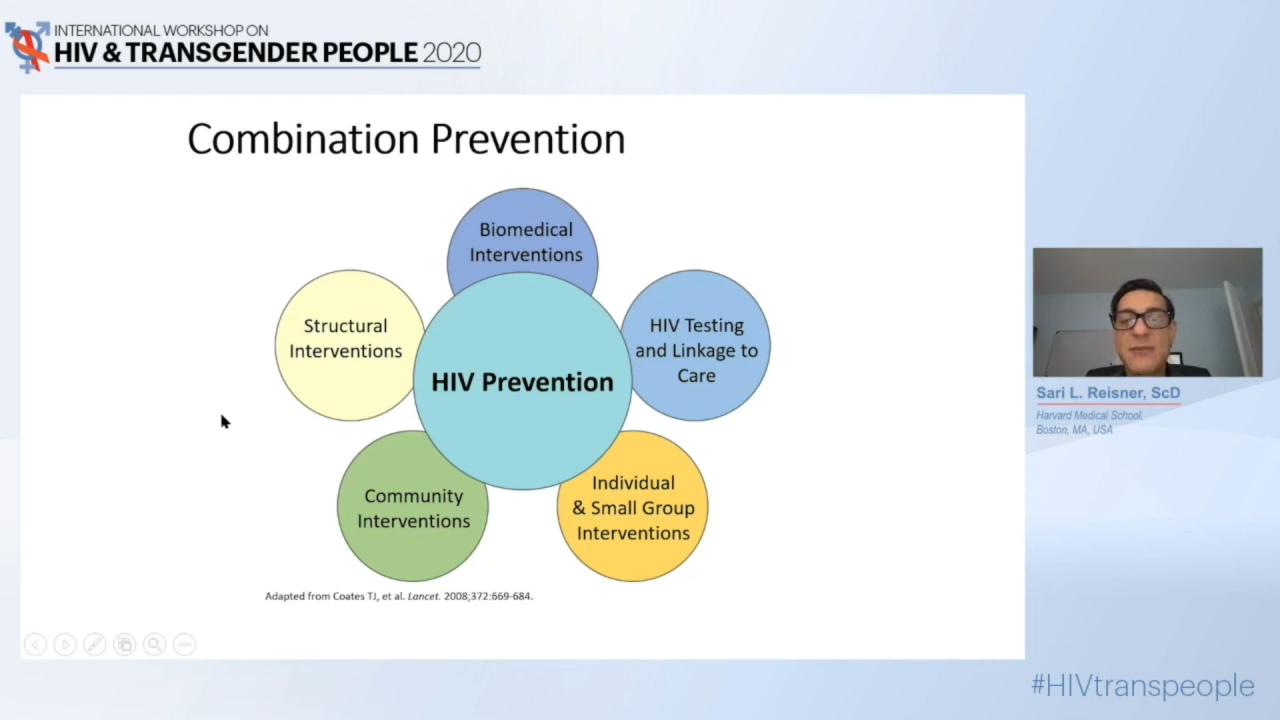 INTERNATIONAL WORKSHOP ON
HIV & TRANSGENDER PEOPLE 2020
Combination Prevention
Biomedical
Interventions
Structural
Interventions
HIV Testing
and Linkage to
Care
HIV Prevention
Community
Interventions
Individual
& Small Group
Interventions
Adapted from Coates TJ, et al. Lancet. 2008;372:669-684.
Sari L. Reisner, ScD
Harvard Medical School,
Boston, MA, USA
#HIVtranspeople